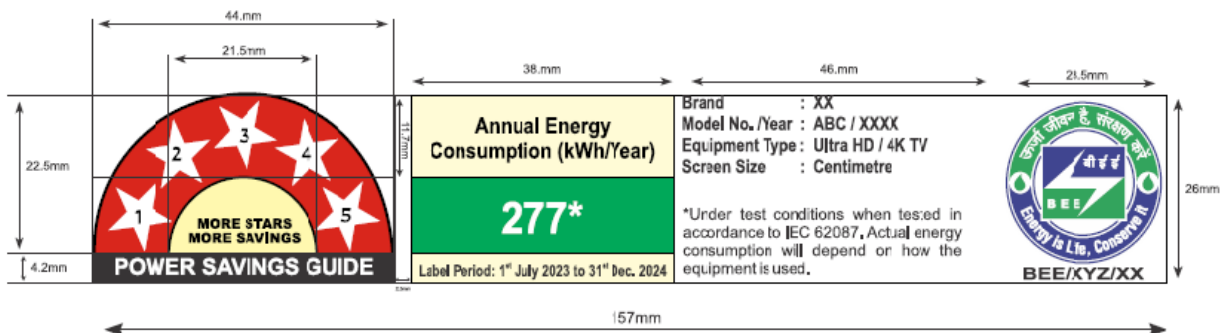 44.mm
21.5mm
38.mm
46.mm
21.5mm
22.5mm
11.7mm
26mm
4.2mm
1
2
3
4
5
MORE STARS
MORE SAVINGS
POWER SAVINGS GUIDE
Annual Energy
Consumption (kWh/Year)
277*
Label Period: 1st July 2023 to 31st Dec. 2024
Brand : XX
Model No./Year : ABC / XXXX
Equipment Type : Ultra HD / 4K TV
Screen Size : Centimetre
*Under test conditions when tested in
accordance to IEC 62087. Actual energy
consumption will depend on how the
equipment is used.
ऊर्जा जीवन है, संरक्षण करें
बी ई ई
BEE
Energy is Life, Conserve it
BEE/XYZ/XX
157mm